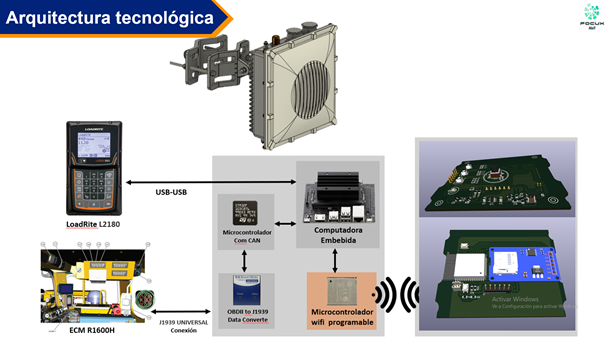 Arquitectura tecnológica
FOCUX
LOADRITE
USB-USB
LoadRite L2180
Microcontrolador
Com CAN
Computadora
Embebida
ECM R1600H
J1939 UNIVERSAL
Conexión
OBDII to J1939
Data Converte
Microcontrolador
wifi programable
Activar Windows
Ve a Configuración para activar Windows